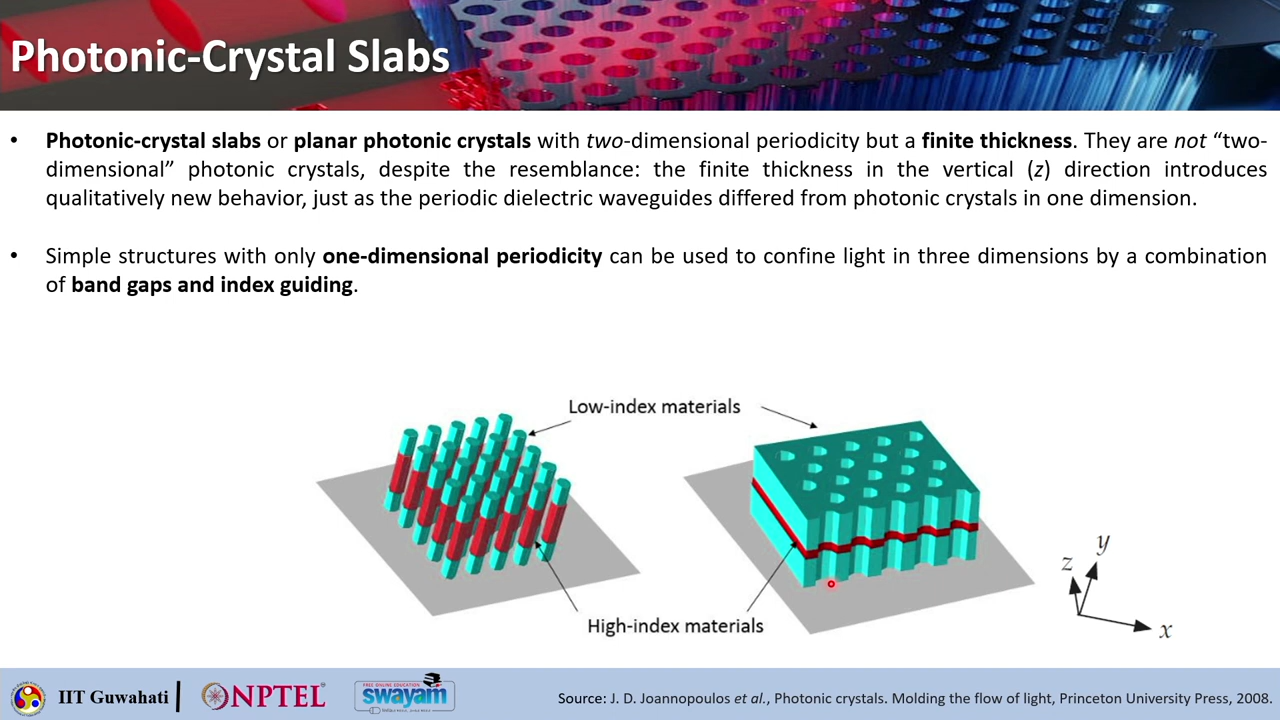 Photonic-Crystal Slabs
• Photonic-crystal slabs or planar photonic crystals with two-dimensional periodicity but a finite thickness. They are not “two-
dimensional” photonic crystals, despite the resemblance: the finite thickness in the vertical (z) direction introduces
qualitatively new behavior, just as the periodic dielectric waveguides differed from photonic crystals in one dimension.
• Simple structures with only one-dimensional periodicity can be used to confine light in three dimensions by a combination
of band gaps and index guiding.
Low-index materials
High-index materials
z
y
x
IIT Guwahati
NPTEL
FREE ONLINE EDUCATION
swayam
Source: J. D. Joannopoulos et al., Photonic crystals. Molding the flow of light, Princeton University Press, 2008.